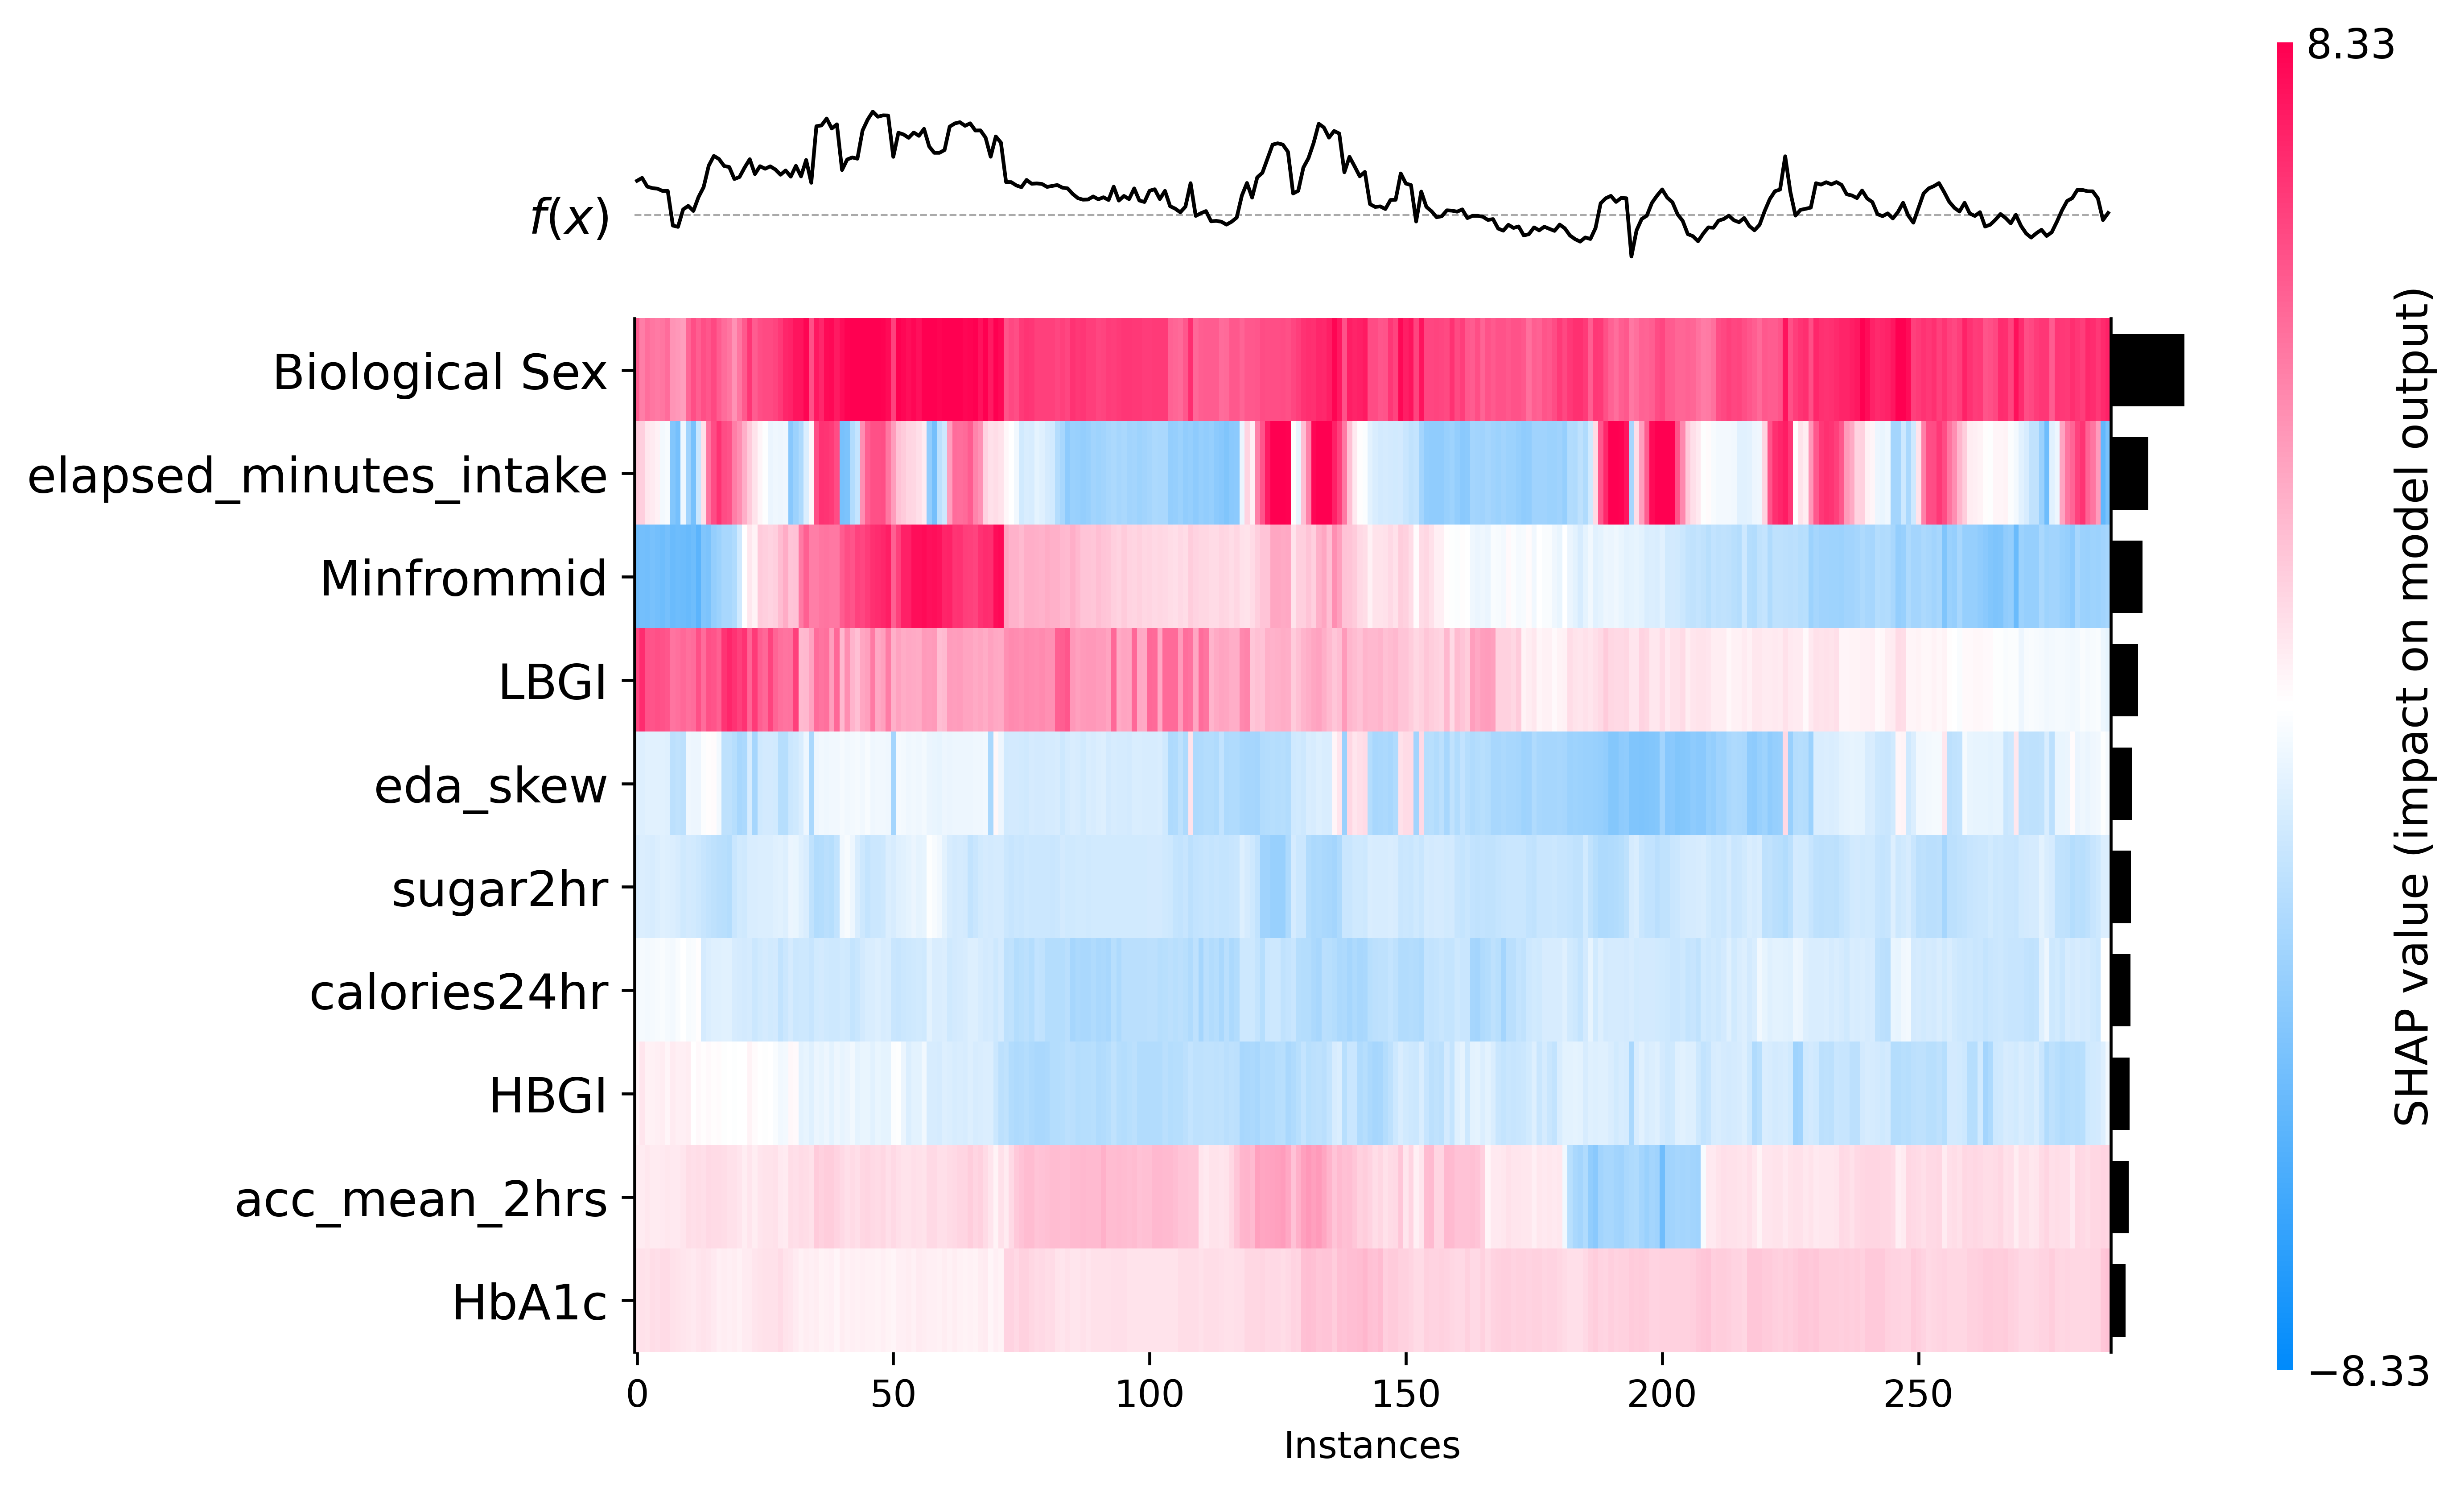 8.33
f(x)
Biological Sex
elapsed_minutes_intake
Minfrommid
LBGI
eda_skew
sugar2hr
calories24hr
HBGI
acc_mean_2hrs
HbA1c
0 50 100 150 200 250
Instances
SHAP value (impact on model output)
−8.33